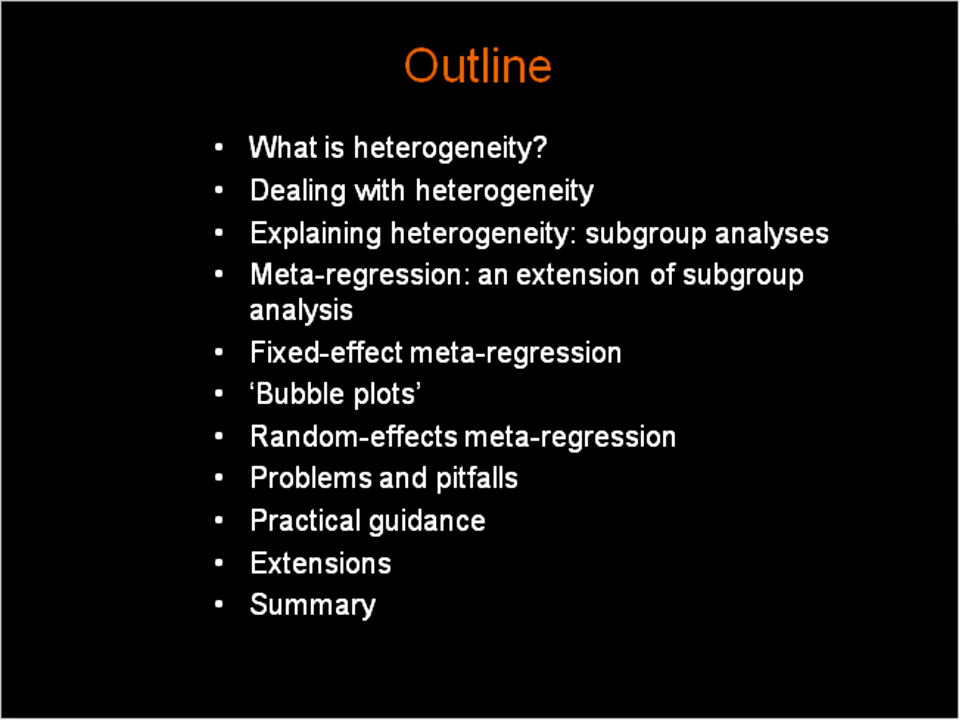 Outline
• What is heterogeneity?
• Dealing with heterogeneity
• Explaining heterogeneity: subgroup analyses
• Meta-regression: an extension of subgroup
analysis
• Fixed-effect meta-regression
• ‘Bubble plots’
• Random-effects meta-regression
• Problems and pitfalls
• Practical guidance
• Extensions
• Summary